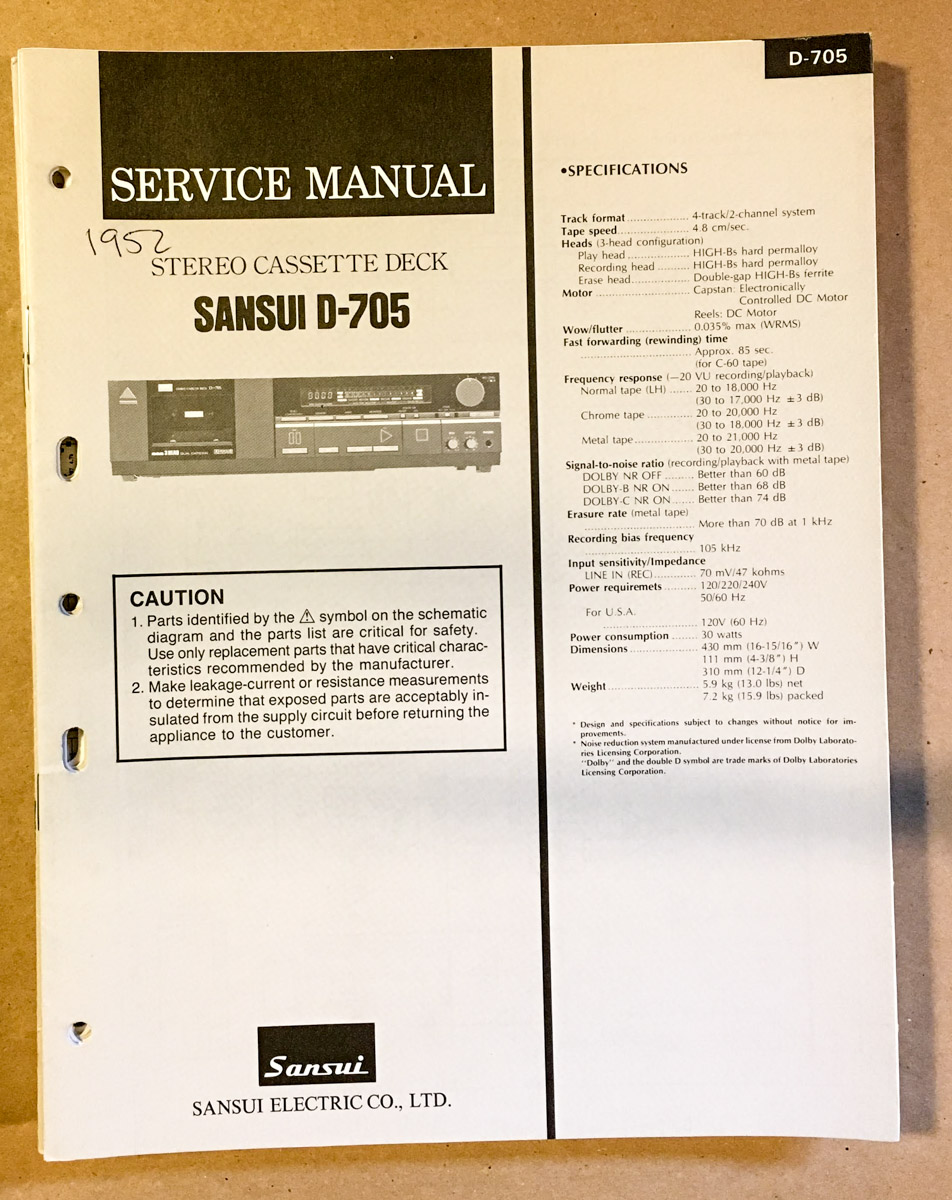 D-705
SERVICE MANUAL
1952
STEREO CASSETTE DECK
SANSUI D-705
CAUTION
1. Parts identified by the ⚠ symbol on the schematic
diagram and the parts list are critical for safety.
Use only replacement parts that have critical charac-
teristics recommended by the manufacturer.
2. Make leakage-current or resistance measurements
to determine that exposed parts are acceptably in-
sulated from the supply circuit before returning the
appliance to the customer.
Sansui
SANSUI ELECTRIC CO., LTD.
•SPECIFICATIONS
Track format .................. 4-track/2-channel system
Tape speed .................... 4.8 cm/sec.
Heads (3-head configuration)
Play head .................. HIGH-Bs hard permalloy
Recording head ......... HIGH-Bs hard permalloy
Erase head................. Double-gap HIGH-Bs ferrite
Motor ........................... Capstan: Electronically
Controlled DC Motor
Reels: DC Motor
Wow/flutter ................... 0.035% max (WRMS)
Fast forwarding (rewinding) time
................................ Approx. 85 sec.
(for C-60 tape)
Frequency response (—20 VU recording/playback)
Normal tape (LH) ........ 20 to 18,000 Hz
(30 to 17,000 Hz ±3 dB)
Chrome tape .............. 20 to 20,000 Hz
(30 to 18,000 Hz ±3 dB)
Metal tape.................. 20 to 21,000 Hz
(30 to 20,000 Hz ±3 dB)
Signal-to-noise ratio (recording/playback with metal tape)
DOLBY NR OFF ......... Better than 60 dB
DOLBY-B NR ON ....... Better than 68 dB
DOLBY-C NR ON ....... Better than 74 dB
Erasure rate (metal tape)
................................ More than 70 dB at 1 kHz
Recording bias frequency
................................ 105 kHz
Input sensitivity/Impedance
LINE IN (REC)............. 70 mV/47 kohms
Power requiremets .......... 120/220/240V
50/60 Hz
For U.S.A.
........................... 120V (60 Hz)
Power consumption ........ 30 watts
Dimensions .................... 430 mm (16-15/16") W
111 mm (4-3/8") H
310 mm (12-1/4") D
Weight........................... 5.9 kg (13.0 lbs) net
7.2 kg (15.9 lbs) packed
* Design and specifications subject to changes without notice for im-
provements.
* Noise reduction system manufactured under license from Dolby Laborato-
ries Licensing Corporation.
"Dolby" and the double D symbol are trade marks of Dolby Laboratories
Licensing Corporation.